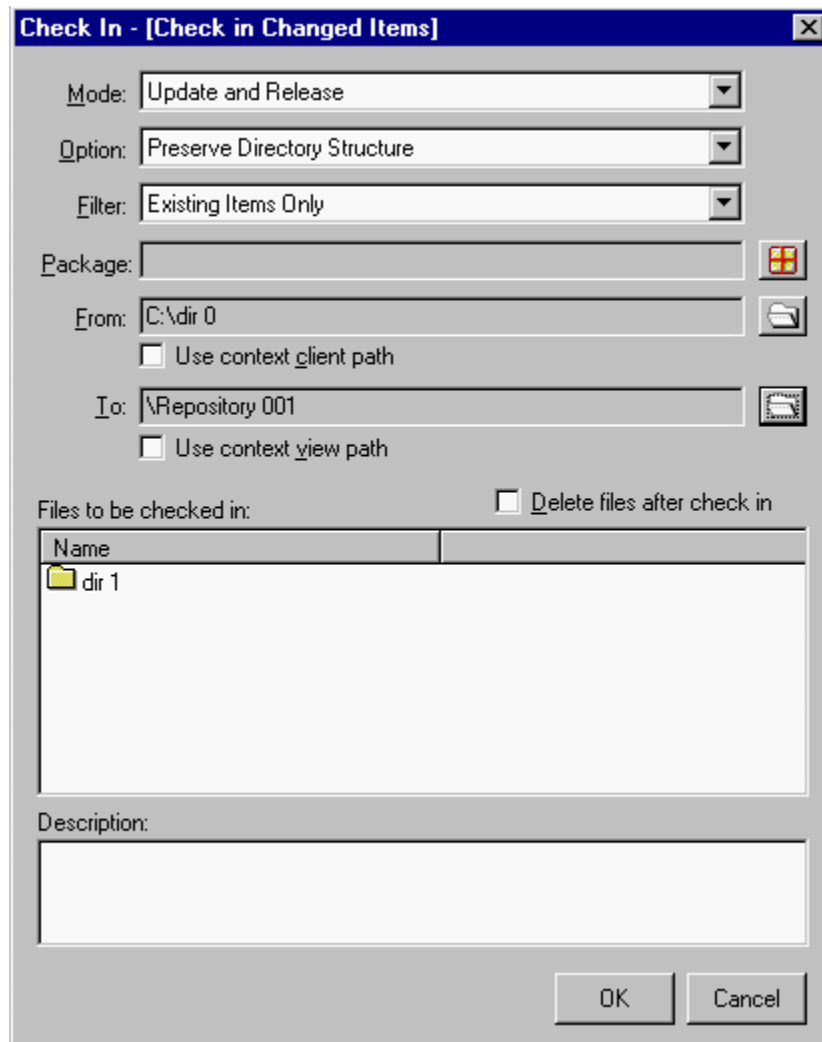 Check In - [Check in Changed Items]
Mode: Update and Release
Option: Preserve Directory Structure
Filter: Existing Items Only
Package:
From: C:\dir 0
Use context client path
To: \Repository 001
Use context view path
Files to be checked in: Delete files after check in
Name
dir 1
Description:
OK Cancel